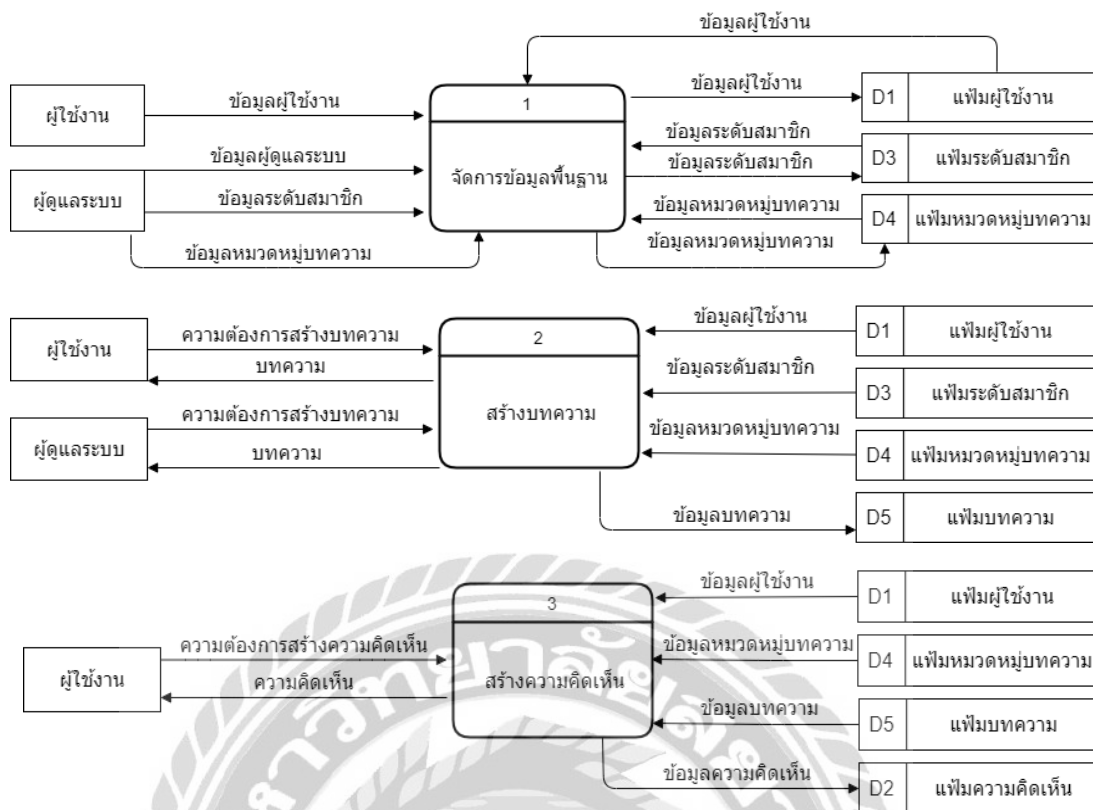 ข้อมูลผู้ใช้งาน
ผู้ใช้งาน
ข้อมูลผู้ใช้งาน
1
จัดการข้อมูลพื้นฐาน
ข้อมูลผู้ใช้งาน
D1 แฟ้มผู้ใช้งาน
ข้อมูลระดับสมาชิก
ข้อมูลระดับสมาชิก
D3 แฟ้มระดับสมาชิก
ผู้ดูแลระบบ
ข้อมูลผู้ดูแลระบบ
ข้อมูลระดับสมาชิก
ข้อมูลหมวดหมู่บทความ
ข้อมูลหมวดหมู่บทความ
ข้อมูลหมวดหมู่บทความ
D4 แฟ้มหมวดหมู่บทความ
ผู้ใช้งาน
ความต้องการสร้างบทความ
บทความ
2
สร้างบทความ
ข้อมูลผู้ใช้งาน
D1 แฟ้มผู้ใช้งาน
ข้อมูลระดับสมาชิก
D3 แฟ้มระดับสมาชิก
ผู้ดูแลระบบ
ความต้องการสร้างบทความ
บทความ
ข้อมูลหมวดหมู่บทความ
D4 แฟ้มหมวดหมู่บทความ
ข้อมูลบทความ
D5 แฟ้มบทความ
ผู้ใช้งาน
ความต้องการสร้างความคิดเห็น
ความคิดเห็น
3
สร้างความคิดเห็น
ข้อมูลผู้ใช้งาน
D1 แฟ้มผู้ใช้งาน
ข้อมูลหมวดหมู่บทความ
D4 แฟ้มหมวดหมู่บทความ
ข้อมูลบทความ
D5 แฟ้มบทความ
ข้อมูลความคิดเห็น
D2 แฟ้มความคิดเห็น